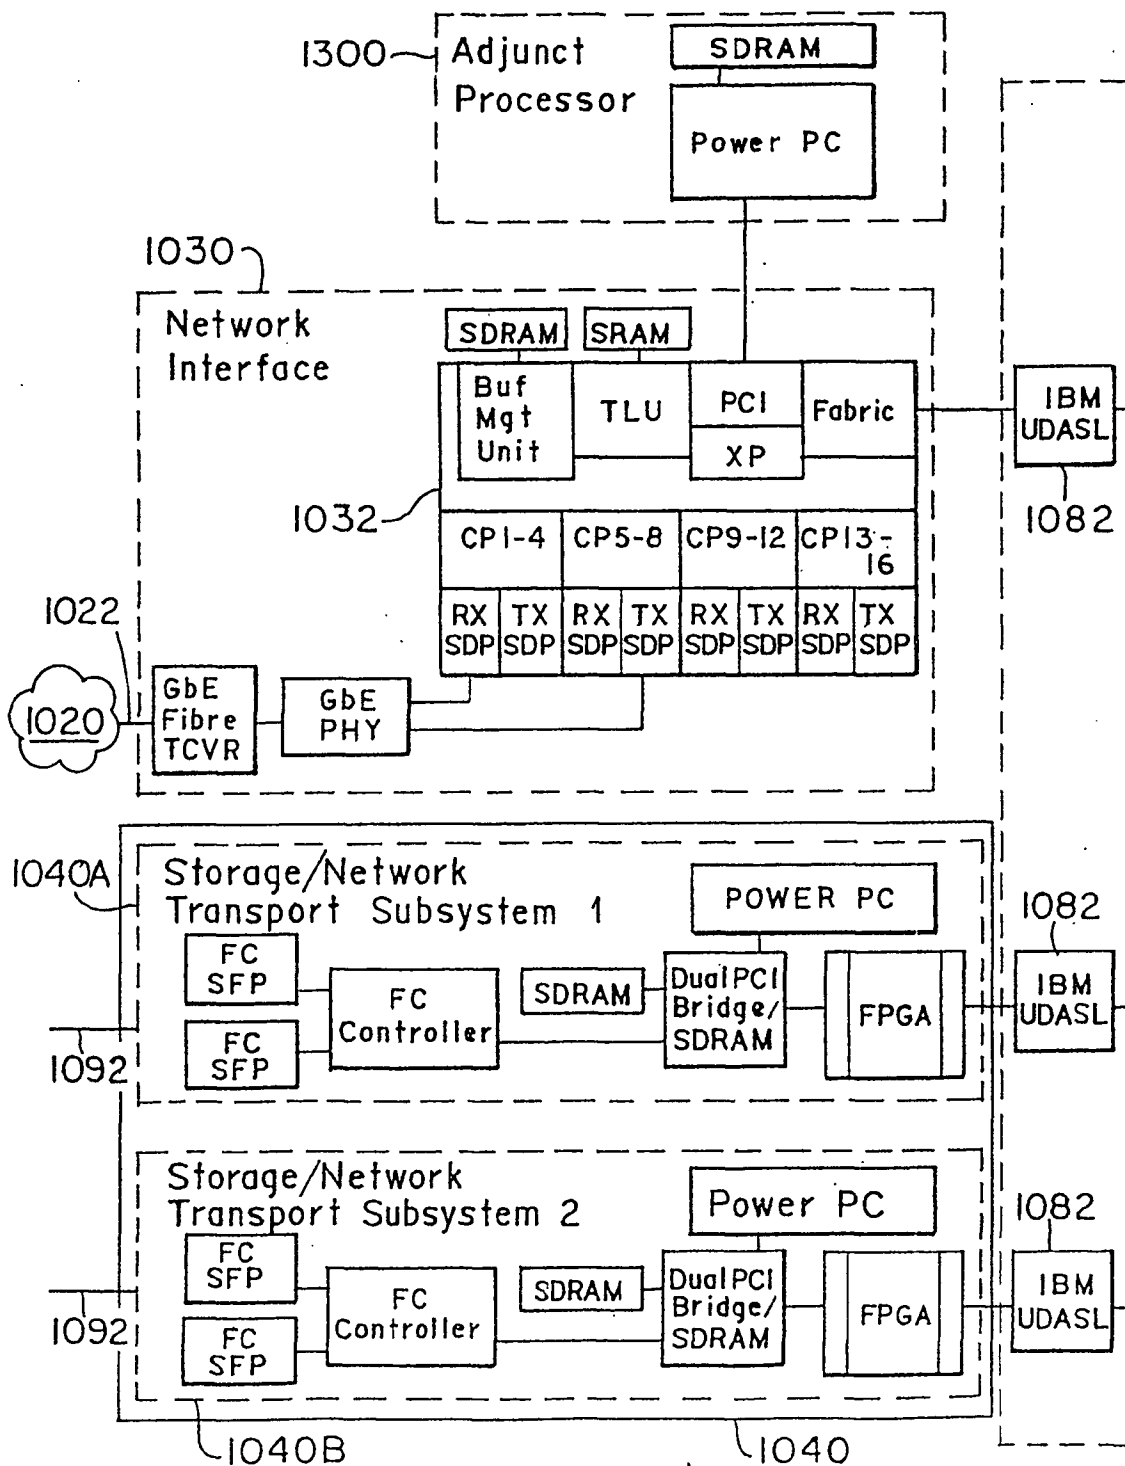 1300
Adjunct
Processor
SDRAM
Power PC
1030
Network
Interface
SDRAM
SRAM
Buf
Mgt
Unit
TLU
PCI
XP
Fabric
IBM
UDASL
1082
1032
CP1-4
CP5-8
CP9-12
CP13-
16
RX
SDP
TX
SDP
RX
SDP
TX
SDP
RX
SDP
TX
SDP
RX
SDP
TX
SDP
1022
1020
GbE
Fibre
TCVR
GbE
PHY
1040A
Storage/Network
Transport Subsystem 1
POWER PC
FC
SFP
FC
SFP
FC
Controller
SDRAM
Dual PCI
Bridge/
SDRAM
FPGA
1082
IBM
UDASL
1092
Storage/Network
Transport Subsystem 2
Power PC
FC
SFP
FC
SFP
FC
Controller
SDRAM
Dual PCI
Bridge/
SDRAM
FPGA
1082
IBM
UDASL
1092
1040B
1040